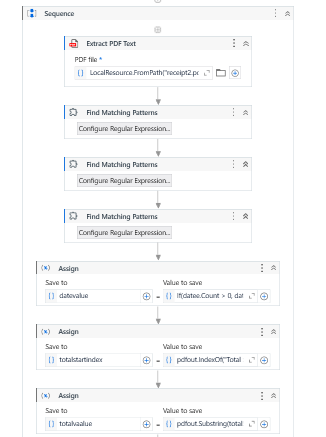 Sequence
Extract PDF Text
PDF file *
LocalResource.FromPath("receipt2.pc
Find Matching Patterns
Configure Regular Expression...
Find Matching Patterns
Configure Regular Expression...
Find Matching Patterns
Configure Regular Expression...
Assign
Save to Value to save
datevalue = If(datee.Count > 0, dat
Assign
Save to Value to save
totalstartindex = pdfout.IndexOf("Total
Assign
Save to Value to save
totalvaalue = pdfout.Substring(total